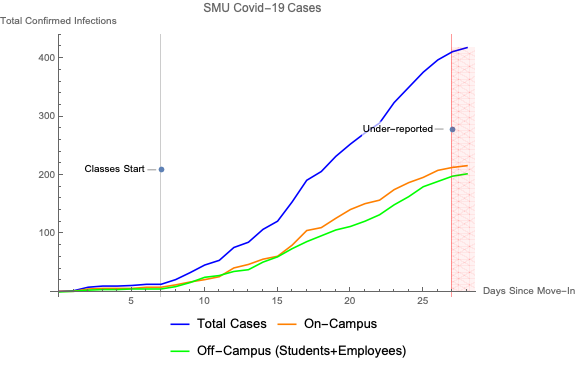 SMU Covid-19 Cases
Total Confirmed Infections
400
300
Under-reported
200
Classes Start
100
5
10
15
20
25
Days Since Move-In
Total Cases
On-Campus
Off-Campus (Students+Employees)